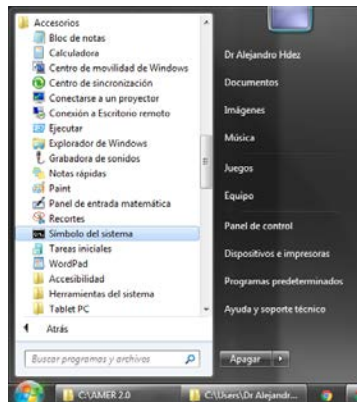 Accesorios
Bloc de notas
Calculadora
Centro de movilidad de Windows
Centro de sincronización
Conectarse a un proyector
Conexión a Escritorio remoto
Ejecutar
Explorador de Windows
Grabadora de sonidos
Notas rápidas
Paint
Panel de entrada matemática
Recortes
Símbolo del sistema
Tareas iniciales
WordPad
Accesibilidad
Herramientas del sistema
Tablet PC
Atrás
Buscar programas y archivos
Dr Alejandro Hdez
Documentos
Imágenes
Música
Juegos
Equipo
Panel de control
Dispositivos e impresoras
Programas predeterminados
Ayuda y soporte técnico
Apagar
C:\AMER 2.0
C:\Users\Dr Alejandr...